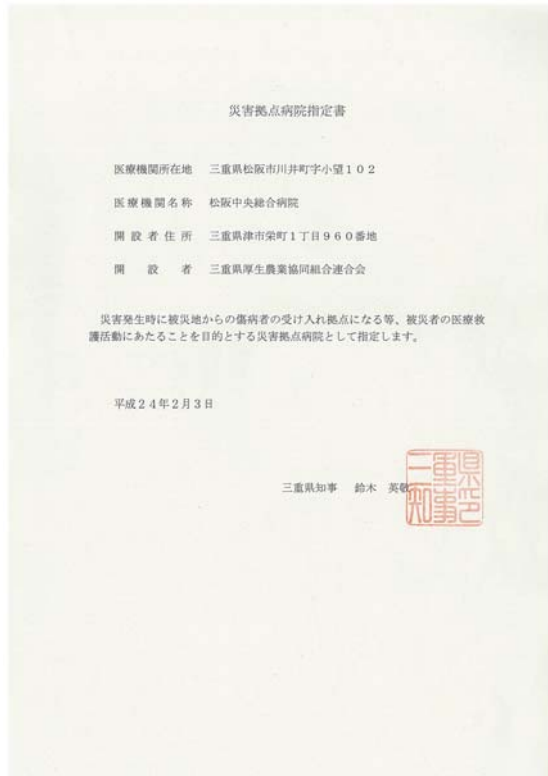 災害拠点病院指定書
医療機関所在地 三重県松阪市川井町字小望102
医療機関名称 松阪中央総合病院
開設者住所 三重県津市栄町1丁目960番地
開設者 三重県厚生農業協同組合連合会
災害発生時に被災地からの傷病者の受け入れ拠点になる等、被災者の医療救
護活動にあたることを目的とする災害拠点病院として指定します。
平成24年2月3日
三重県知事 鈴木 英敬
三重県知事印